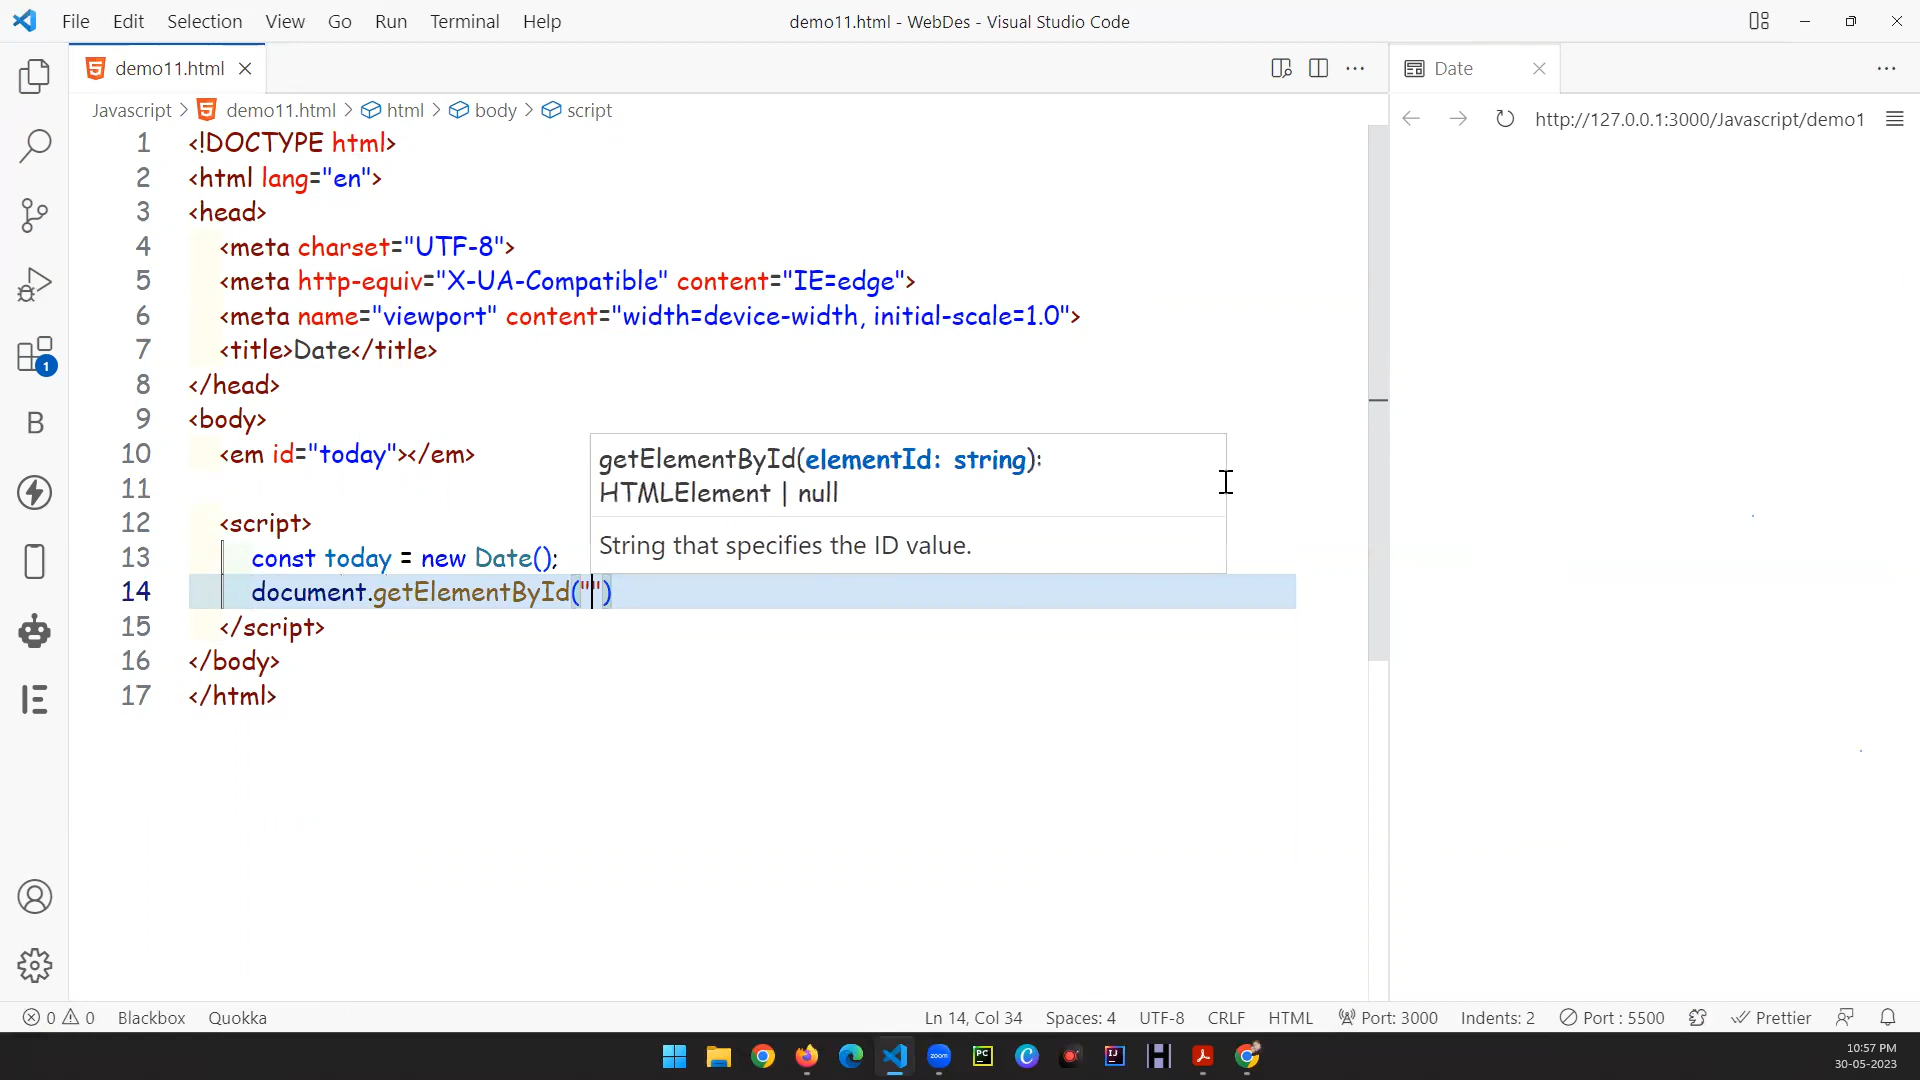 File Edit Selection View Go Run Terminal Help
demo11.html - WebDes - Visual Studio Code
demo11.html
Date
Javascript > demo11.html > html > body > script
http://127.0.0.1:3000/Javascript/demo1
1 <!DOCTYPE html>
2 <html lang="en">
3 <head>
4 <meta charset="UTF-8">
5 <meta http-equiv="X-UA-Compatible" content="IE=edge">
6 <meta name="viewport" content="width=device-width, initial-scale=1.0">
7 <title>Date</title>
8 </head>
9 <body>
10 <em id="today"></em>
getElementById(elementId: string):
HTMLElement | null
11
12 <script>
String that specifies the ID value.
13 const today = new Date();
14 document.getElementById("")
15 </script>
16 </body>
17 </html>
1
B
0 0 Blackbox Quokka Ln 14, Col 34 Spaces: 4 UTF-8 CRLF HTML Port: 3000 Indents: 2 Port : 5500 Prettier
zoom PC C IJ H
10:57 PM
30-05-2023